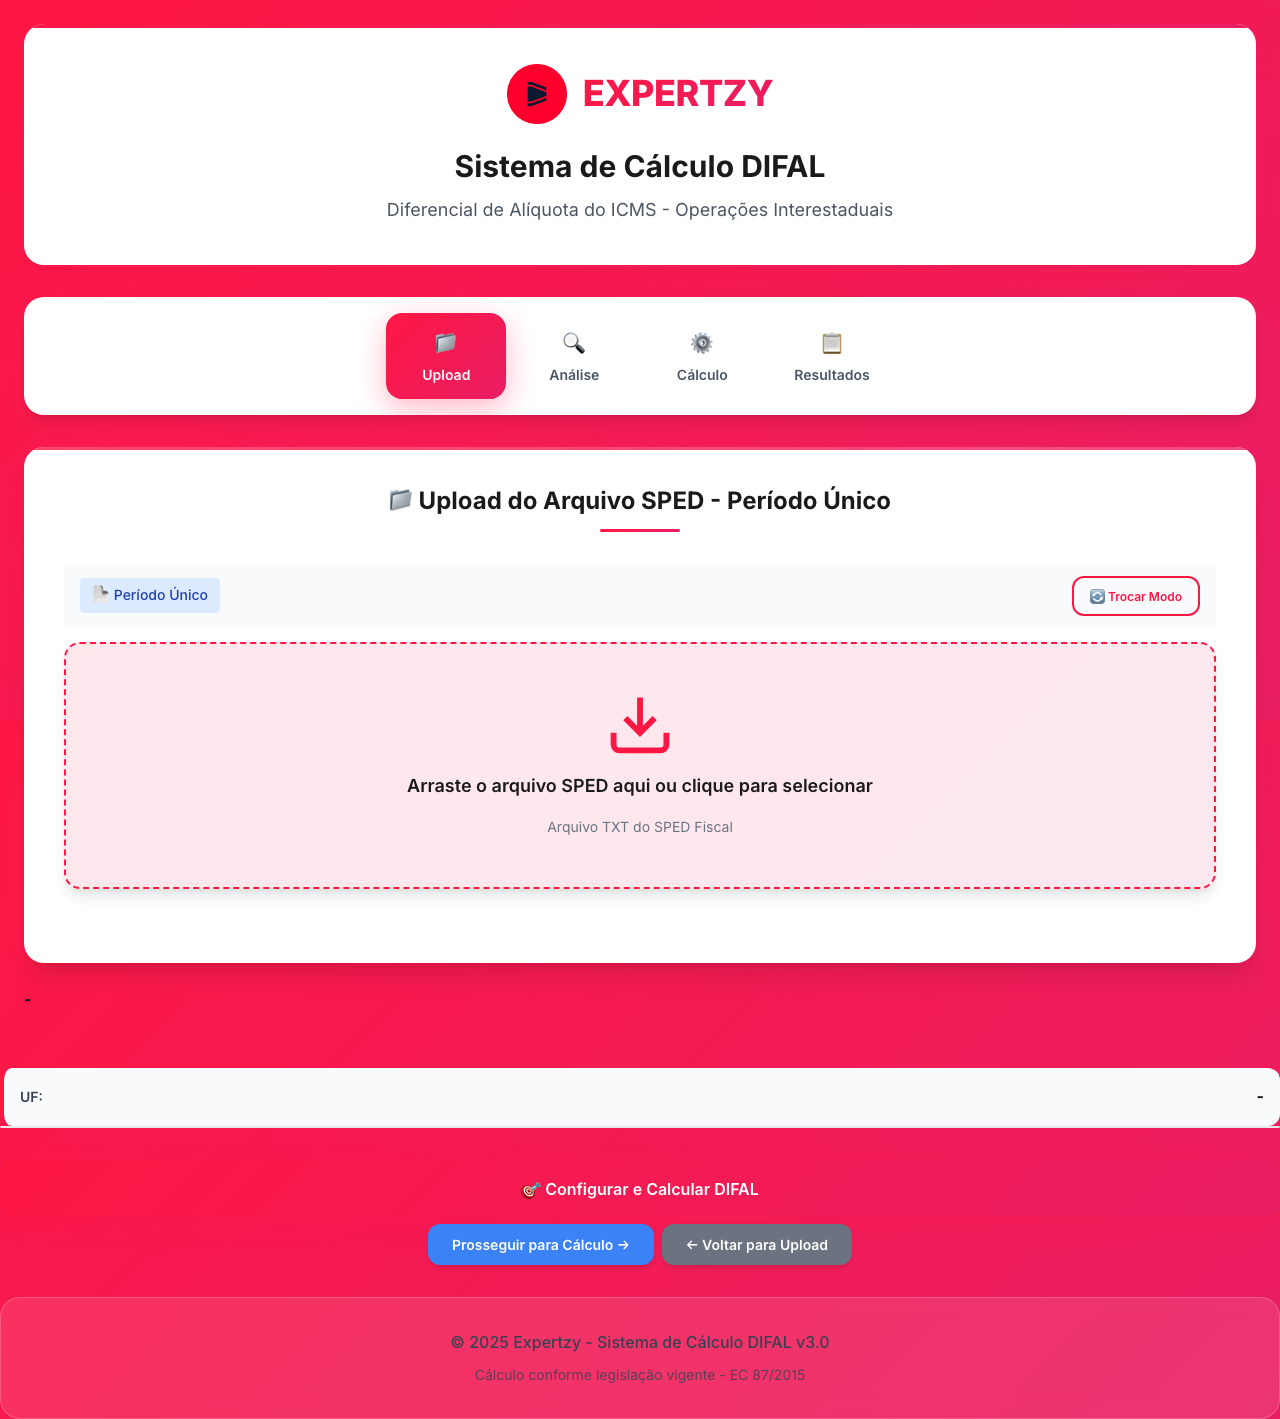 EXPERTZY
Sistema de Cálculo DIFAL
Diferencial de Alíquota do ICMS - Operações Interestaduais
Upload
Análise
Cálculo
Resultados
Upload do Arquivo SPED - Período Único
Período Único
Trocar Modo
Arraste o arquivo SPED aqui ou clique para selecionar
Arquivo TXT do SPED Fiscal
-
UF:
-
Configurar e Calcular DIFAL
Prosseguir para Cálculo →
← Voltar para Upload
© 2025 Expertzy - Sistema de Cálculo DIFAL v3.0
Cálculo conforme legislação vigente - EC 87/2015